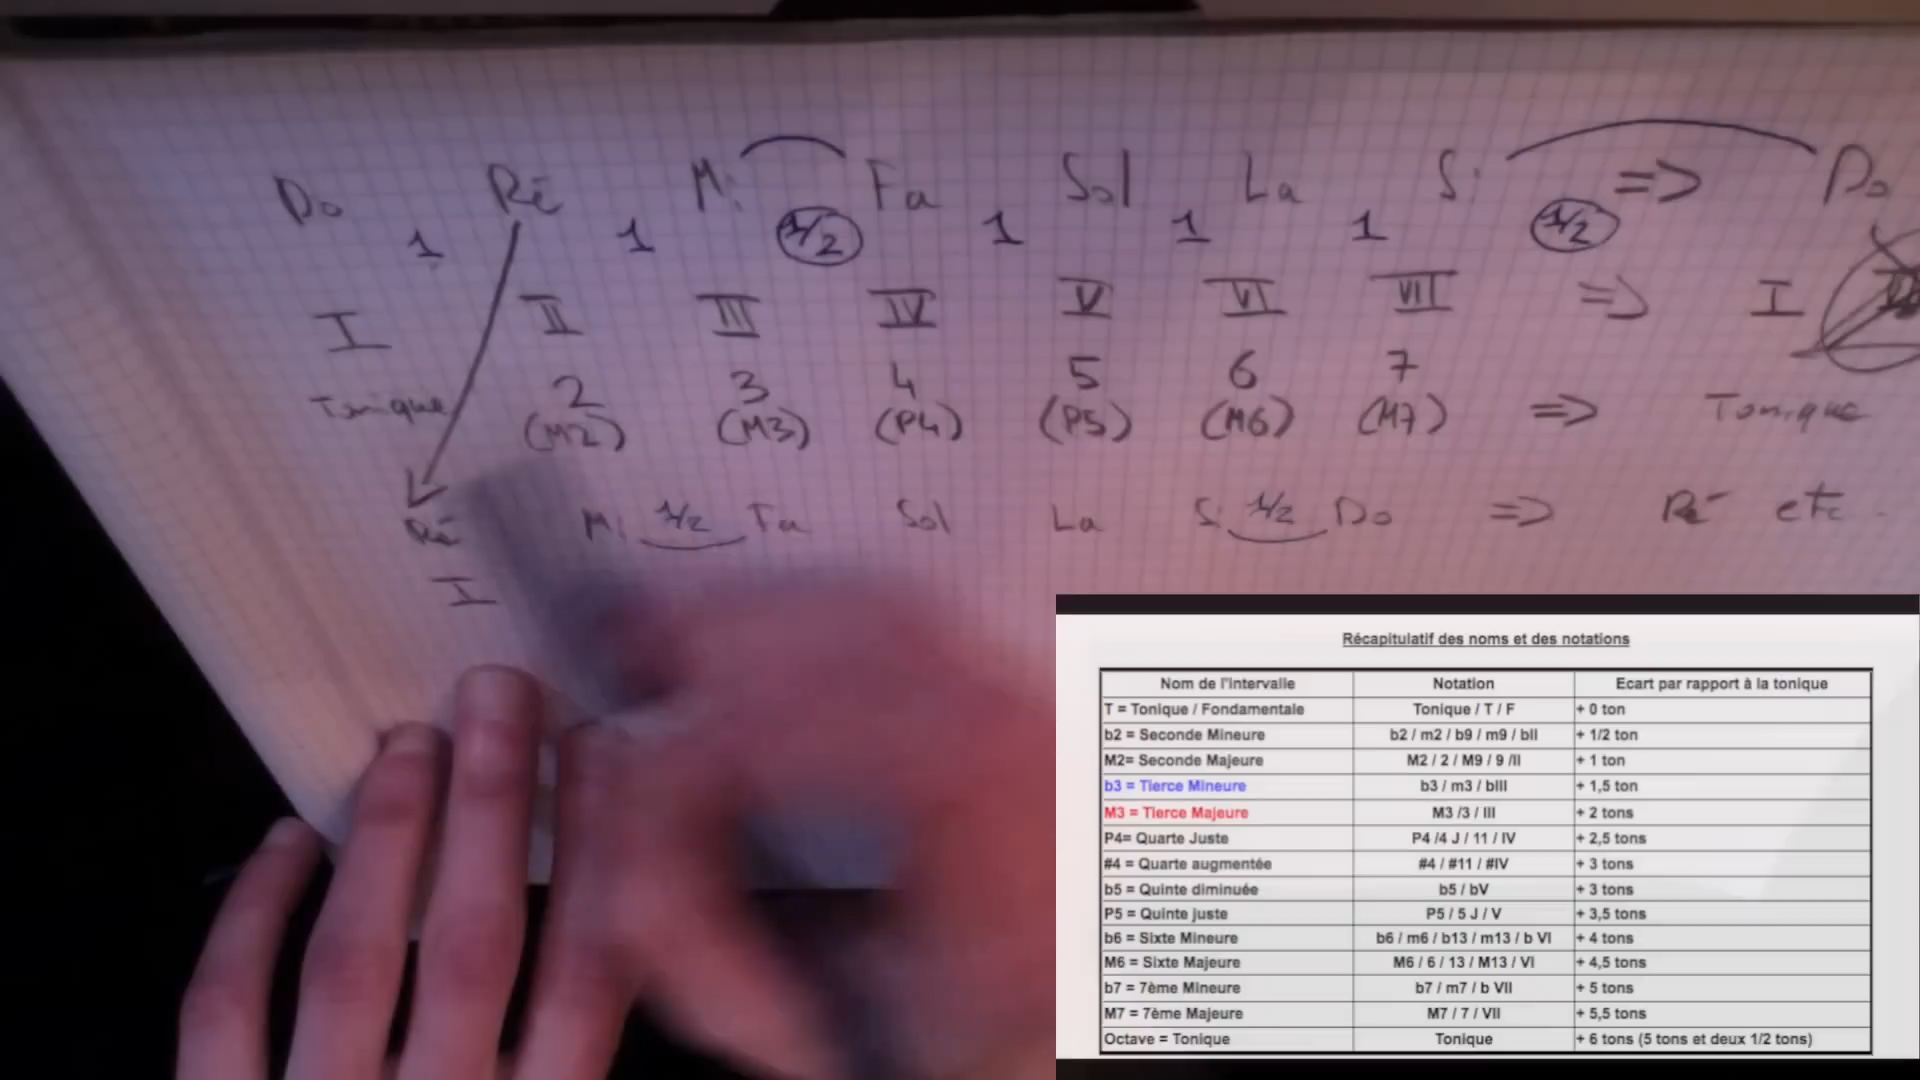 Do Ré Mi Fa Sol La Si => Do
1 1 1/2 1 1 1 1/2
I II III IV V VI VII => I
2 3 4 5 6 7
Tonique (M2) (M3) (P4) (P5) (M6) (M7) => Tonique
Ré Mi 1/2 Fa Sol La Si 1/2 Do => Ré etc.
I
Récapitulatif des noms et des notations
Nom de l'Intervalle Notation Ecart par rapport à la tonique
T = Tonique / Fondamentale Tonique / T / F + 0 ton
b2 = Seconde Mineure b2 / m2 / b9 / m9 / bII + 1/2 ton
M2= Seconde Majeure M2 / 2 / M9 / 9 /II + 1 ton
b3 = Tierce Mineure b3 / m3 / bIII + 1,5 ton
M3 = Tierce Majeure M3 /3 / III + 2 tons
P4= Quarte Juste P4 /4 J / 11 / IV + 2,5 tons
#4 = Quarte augmentée #4 / #11 / #IV + 3 tons
b5 = Quinte diminuée b5 / bV + 3 tons
P5 = Quinte juste P5 / 5 J / V + 3,5 tons
b6 = Sixte Mineure b6 / m6 / b13 / m13 / b VI + 4 tons
M6 = Sixte Majeure M6 / 6 / 13 / M13 / VI + 4,5 tons
b7 = 7ème Mineure b7 / m7 / b VII + 5 tons
M7 = 7ème Majeure M7 / 7 / VII + 5,5 tons
Octave = Tonique Tonique + 6 tons (5 tons et deux 1/2 tons)